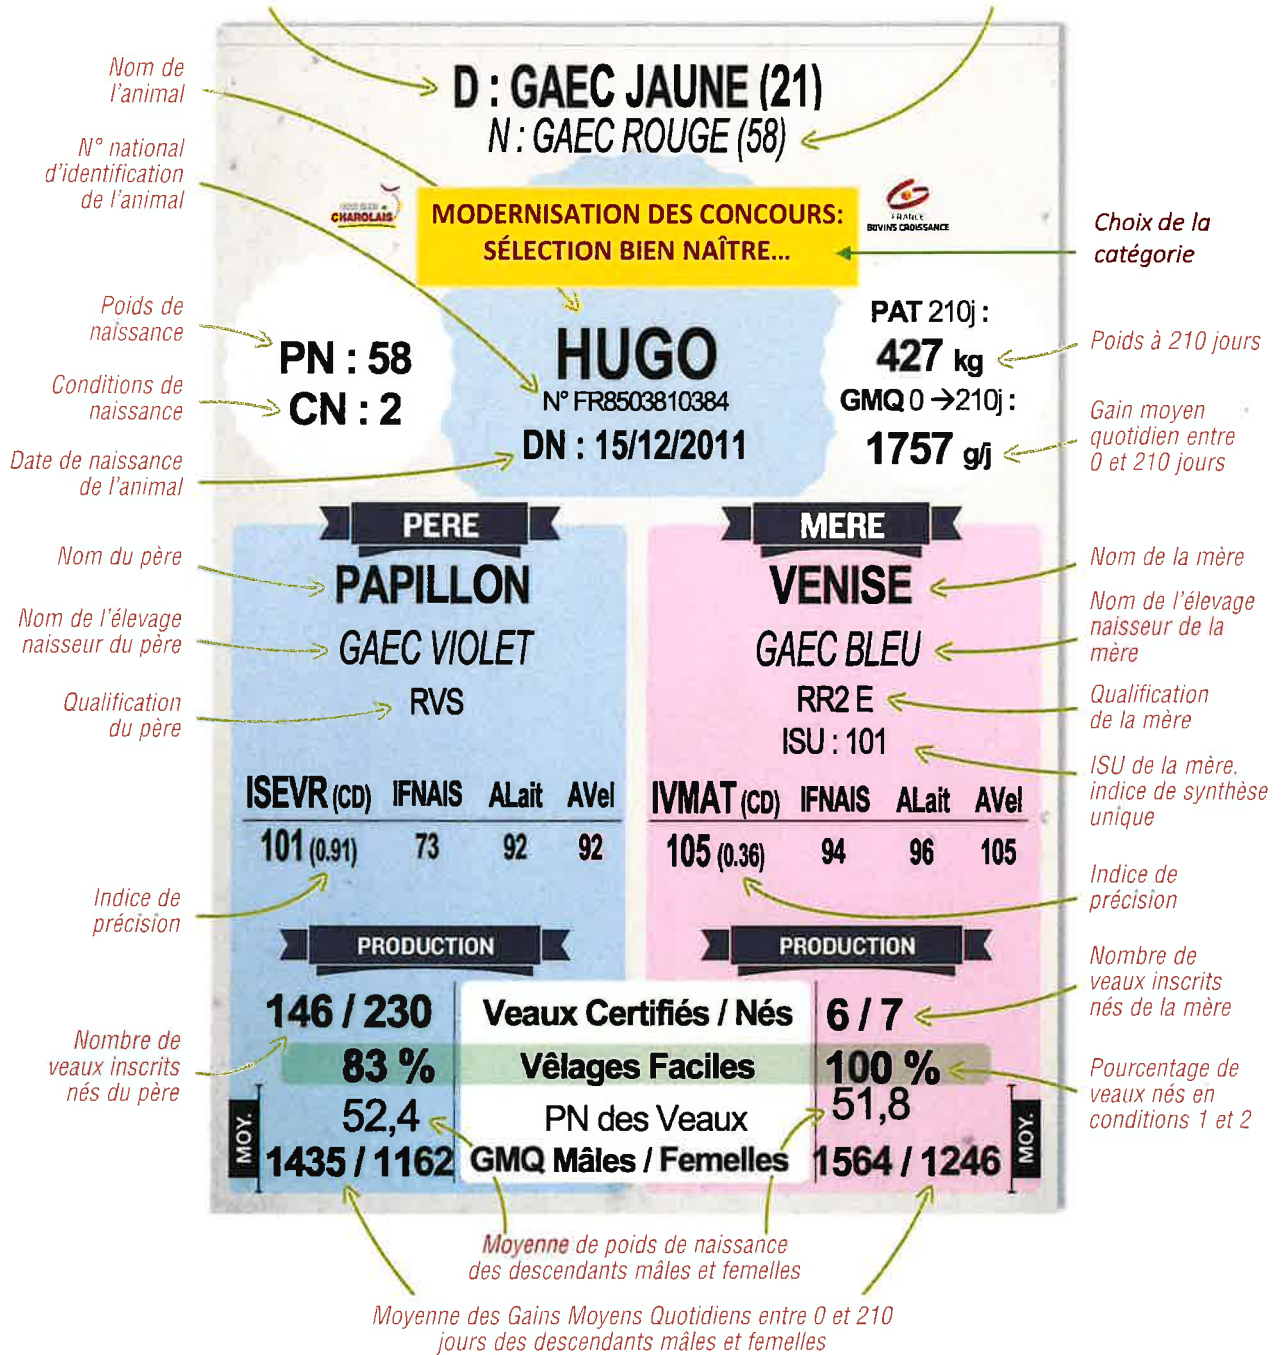 D : GAEC JAUNE (21)
N : GAEC ROUGE (58)
Nom de
l'animal
N° national
d'identification
de l'animal
CHAROLAIS
MODERNISATION DES CONCOURS:
SÉLECTION BIEN NAÎTRE...
FRANCE
BOVINS CROISSANCE
Choix de la
catégorie
Poids de
naissance
PN : 58
Conditions de
naissance
CN : 2
Date de naissance
de l'animal
HUGO
N° FR8503810384
DN : 15/12/2011
PAT 210j :
427 kg
GMQ 0 →210j :
1757 g/j
Poids à 210 jours
Gain moyen
quotidien entre
0 et 210 jours
PERE
PAPILLON
GAEC VIOLET
RVS
Nom du père
Nom de l'élevage
naisseur du père
Qualification
du père
ISEVR (CD) IFNAIS ALait AVel
101 (0.91) 73 92 92
Indice de
précision
MERE
VENISE
GAEC BLEU
RR2 E
ISU : 101
Nom de la mère
Nom de l'élevage
naisseur de la
mère
Qualification
de la mère
ISU de la mère,
indice de synthèse
unique
IVMAT (CD) IFNAIS ALait AVel
105 (0.36) 94 96 105
Indice de
précision
PRODUCTION
PRODUCTION
146 / 230 Veaux Certifiés / Nés 6 / 7
83 % Vêlages Faciles 100 %
52,4 PN des Veaux 51,8
MOY.
1435 / 1162 GMQ Mâles / Femelles 1564 / 1246
MOY.
Nombre de
veaux inscrits
nés du père
Nombre de
veaux inscrits
nés de la mère
Pourcentage de
veaux nés en
conditions 1 et 2
Moyenne de poids de naissance
des descendants mâles et femelles
Moyenne des Gains Moyens Quotidiens entre 0 et 210
jours des descendants mâles et femelles